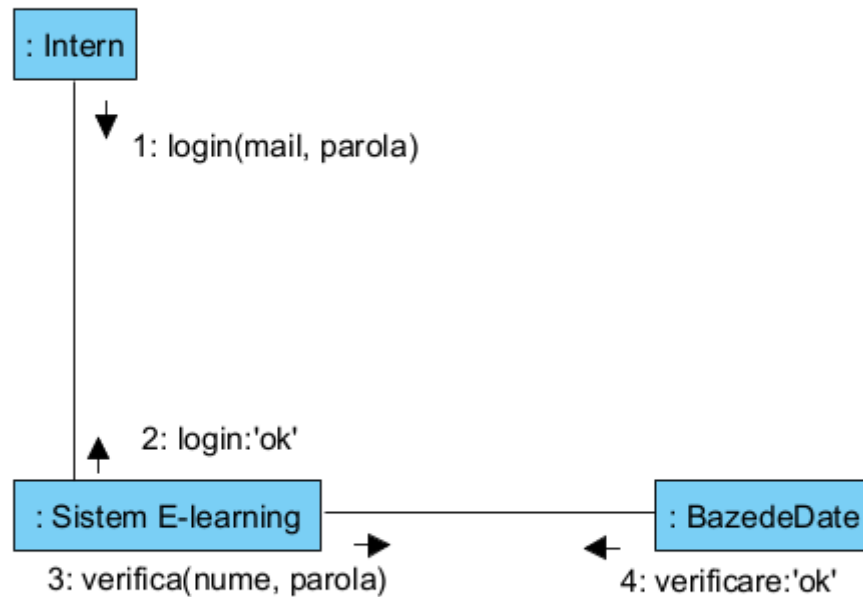 : Intern
1: login(mail, parola)
2: login:'ok'
: Sistem E-learning
: BazedeDate
3: verifica(nume, parola)
4: verificare:'ok'